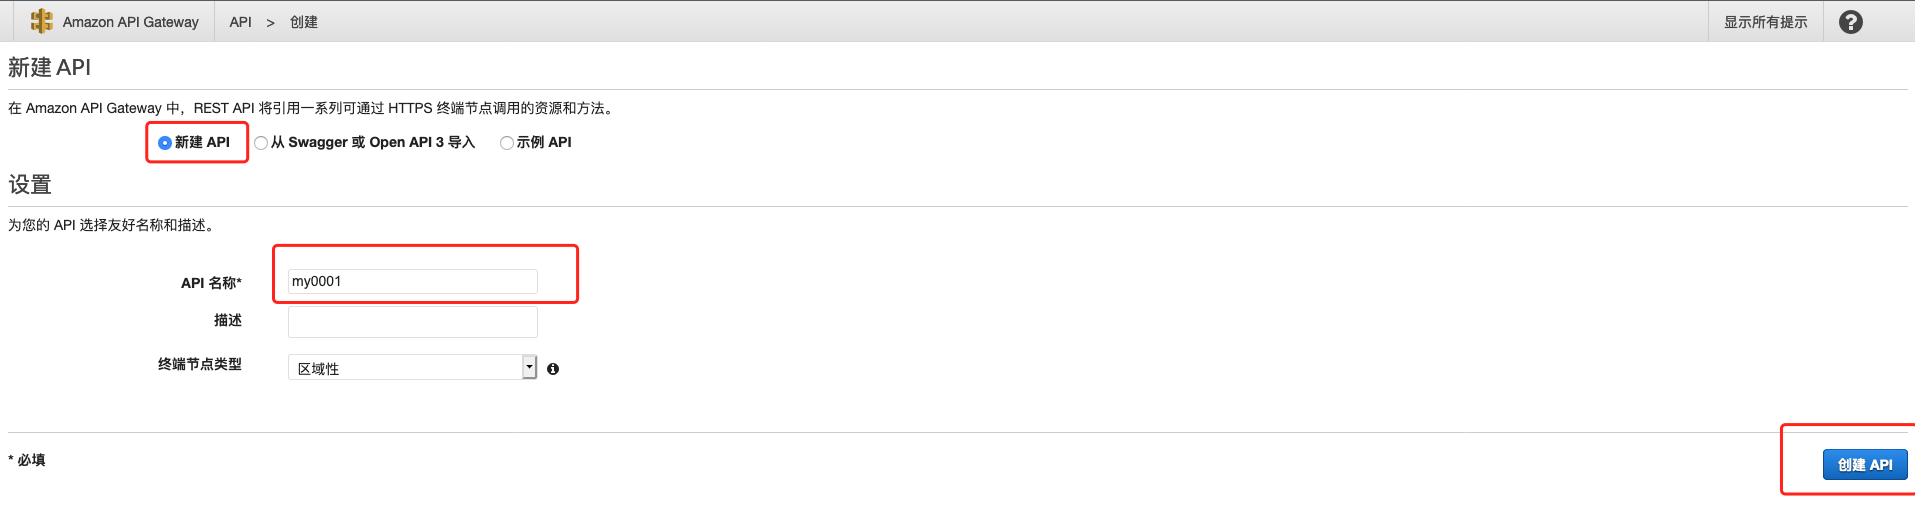 Amazon API Gateway API > 创建 显示所有提示 ?
新建 API
在 Amazon API Gateway 中，REST API 将引用一系列可通过 HTTPS 终端节点调用的资源和方法。
新建 API 从 Swagger 或 Open API 3 导入 示例 API
设置
为您的 API 选择友好名称和描述。
API 名称* my0001
描述
终端节点类型 区域性
* 必填 创建 API